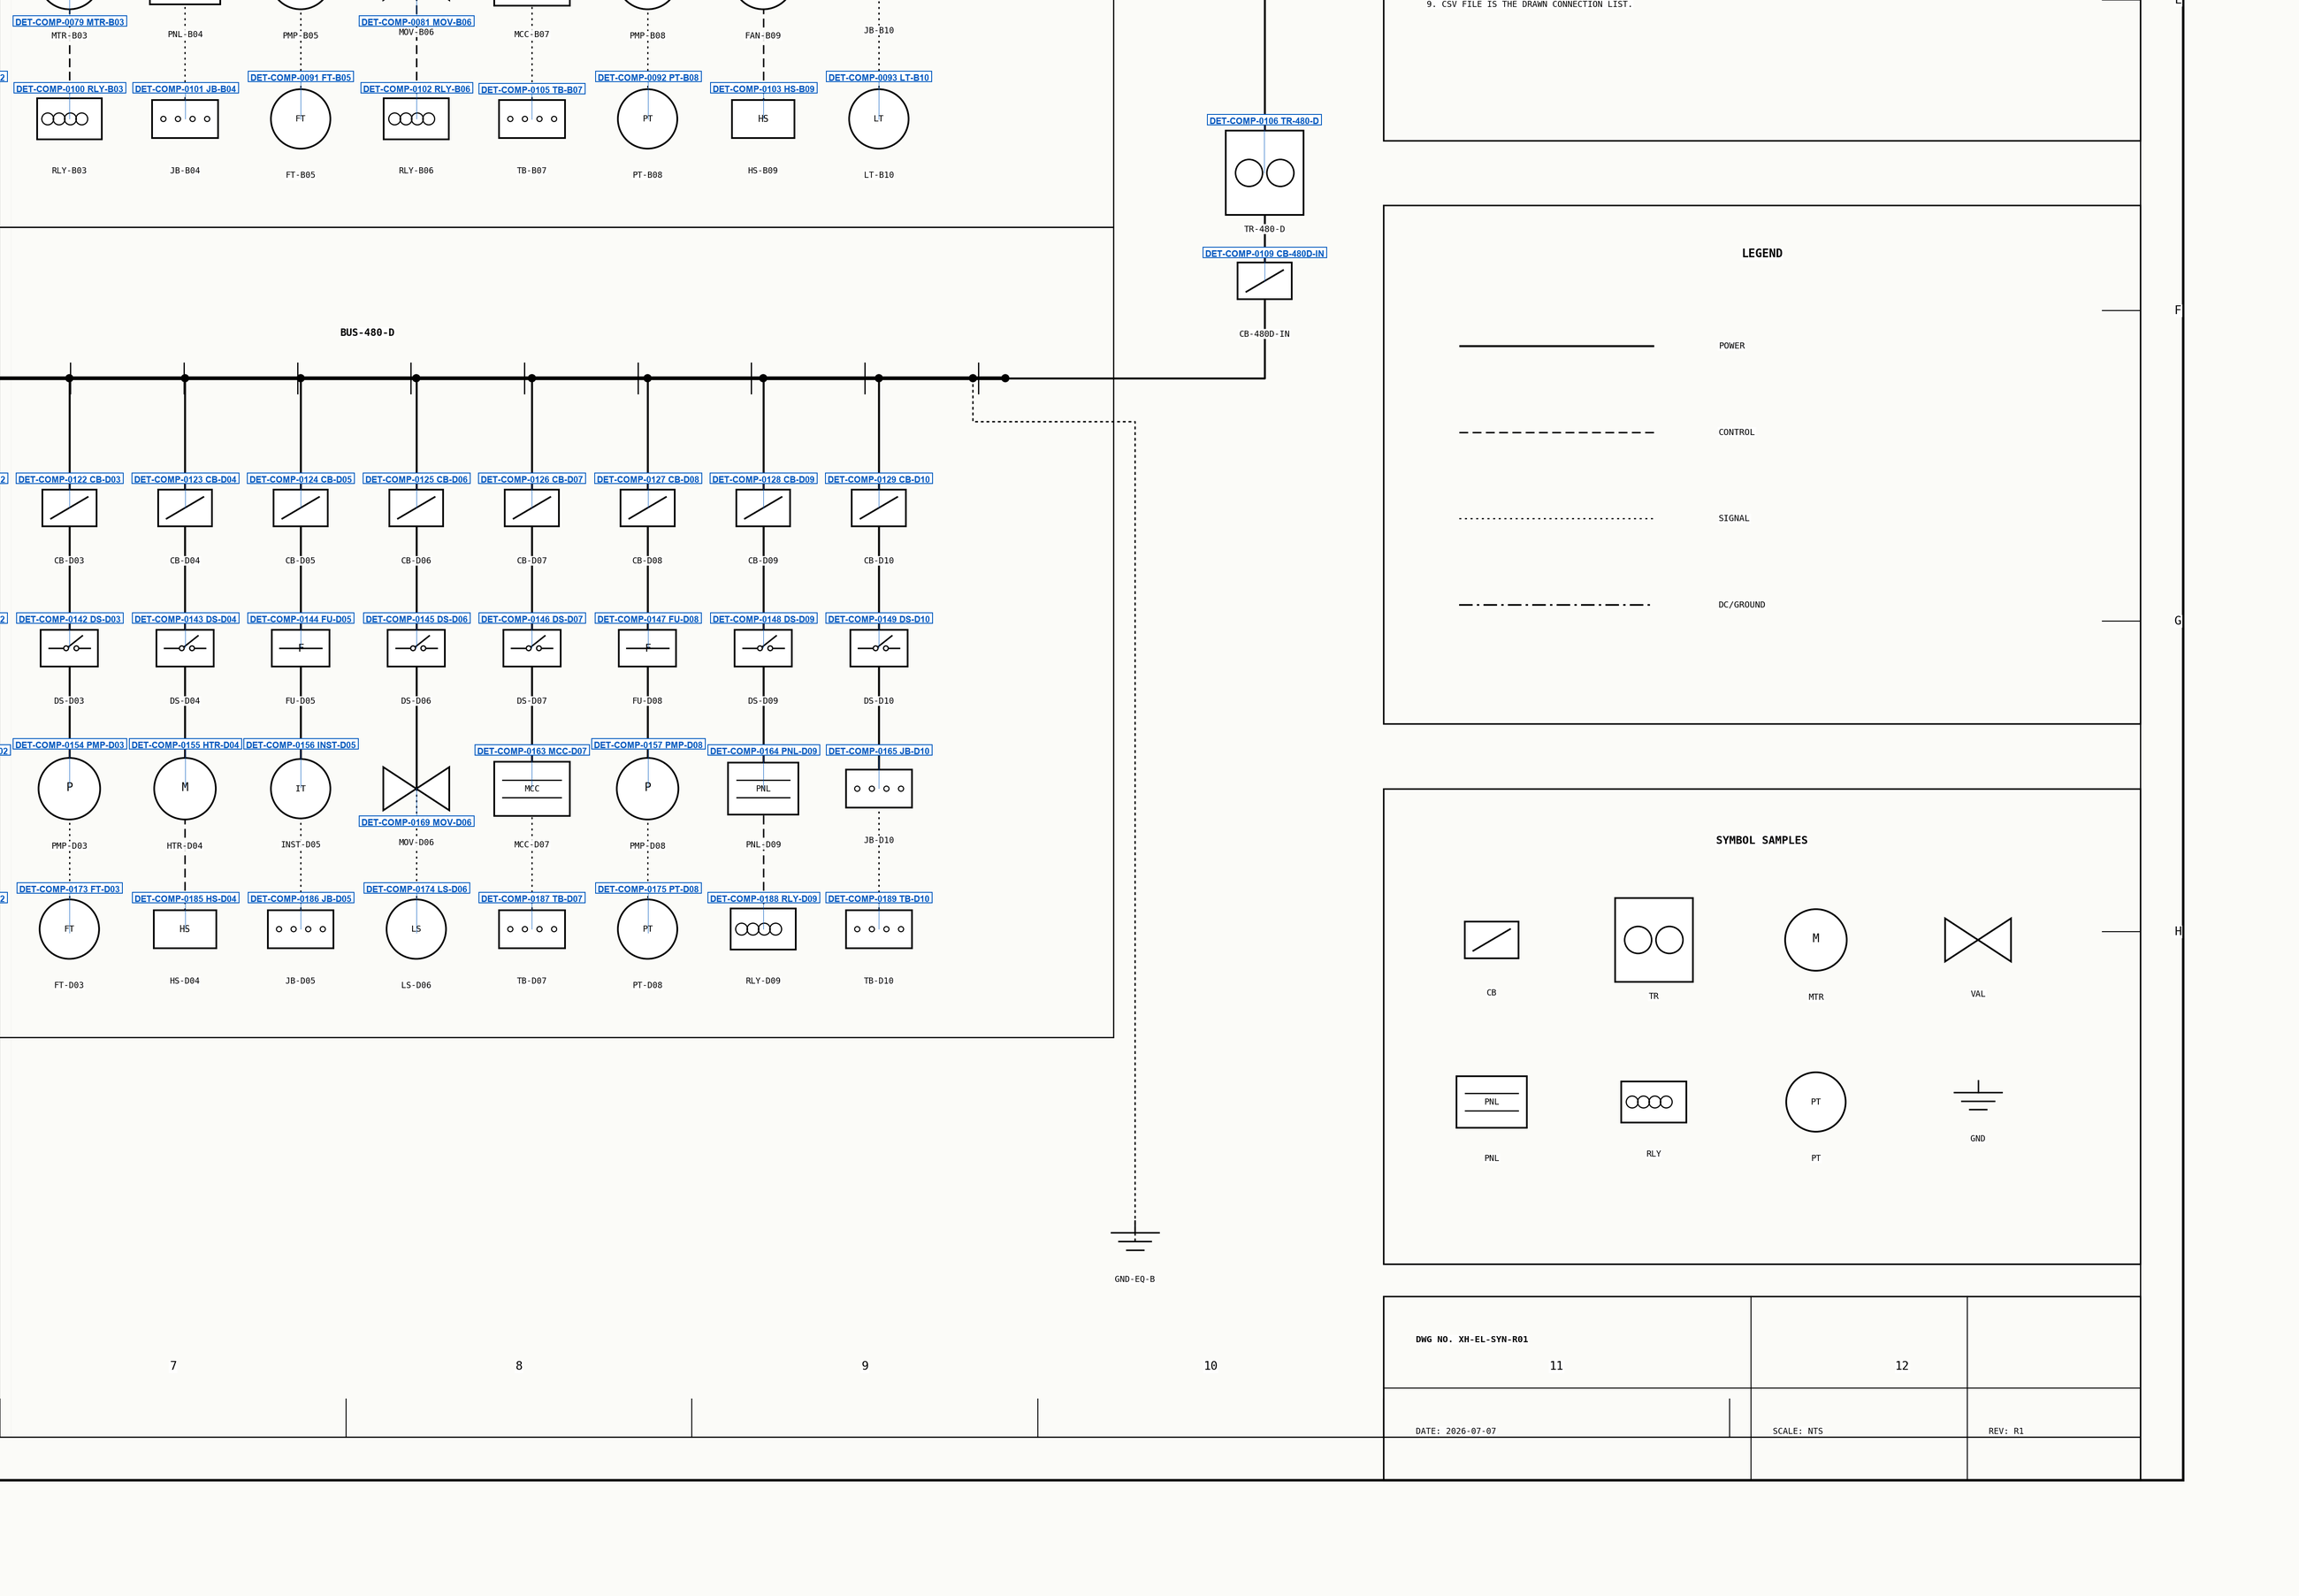 9. CSV FILE IS THE DRAWN CONNECTION LIST.
E
DET-COMP-0079 MTR-B03
DET-COMP-0081 MOV-B06
MTR-B03
PNL-B04
PMP-B05
MOV-B06
MCC-B07
PMP-B08
FAN-B09
JB-B10
2
DET-COMP-0091 FT-B05
DET-COMP-0092 PT-B08
DET-COMP-0093 LT-B10
DET-COMP-0100 RLY-B03
DET-COMP-0101 JB-B04
DET-COMP-0102 RLY-B06
DET-COMP-0105 TB-B07
DET-COMP-0103 HS-B09
FT
PT
HS
LT
RLY-B03
JB-B04
FT-B05
RLY-B06
TB-B07
PT-B08
HS-B09
LT-B10
DET-COMP-0106 TR-480-D
TR-480-D
DET-COMP-0109 CB-480D-IN
CB-480D-IN
BUS-480-D
2
DET-COMP-0122 CB-D03
DET-COMP-0123 CB-D04
DET-COMP-0124 CB-D05
DET-COMP-0125 CB-D06
DET-COMP-0126 CB-D07
DET-COMP-0127 CB-D08
DET-COMP-0128 CB-D09
DET-COMP-0129 CB-D10
CB-D03
CB-D04
CB-D05
CB-D06
CB-D07
CB-D08
CB-D09
CB-D10
2
DET-COMP-0142 DS-D03
DET-COMP-0143 DS-D04
DET-COMP-0144 FU-D05
DET-COMP-0145 DS-D06
DET-COMP-0146 DS-D07
DET-COMP-0147 FU-D08
DET-COMP-0148 DS-D09
DET-COMP-0149 DS-D10
F
F
DS-D03
DS-D04
FU-D05
DS-D06
DS-D07
FU-D08
DS-D09
DS-D10
02
DET-COMP-0154 PMP-D03
DET-COMP-0155 HTR-D04
DET-COMP-0156 INST-D05
DET-COMP-0163 MCC-D07
DET-COMP-0157 PMP-D08
DET-COMP-0164 PNL-D09
DET-COMP-0165 JB-D10
P
M
IT
MCC
P
PNL
DET-COMP-0169 MOV-D06
PMP-D03
HTR-D04
INST-D05
MOV-D06
MCC-D07
PMP-D08
PNL-D09
JB-D10
2
DET-COMP-0173 FT-D03
DET-COMP-0185 HS-D04
DET-COMP-0186 JB-D05
DET-COMP-0174 LS-D06
DET-COMP-0187 TB-D07
DET-COMP-0175 PT-D08
DET-COMP-0188 RLY-D09
DET-COMP-0189 TB-D10
FT
HS
LS
PT
FT-D03
HS-D04
JB-D05
LS-D06
TB-D07
PT-D08
RLY-D09
TB-D10
GND-EQ-B
LEGEND
POWER
CONTROL
SIGNAL
DC/GROUND
F
G
H
SYMBOL SAMPLES
M
CB
TR
MTR
VAL
PNL
PT
PNL
RLY
PT
GND
DWG NO. XH-EL-SYN-R01
7
8
9
10
11
12
DATE: 2026-07-07
SCALE: NTS
REV: R1